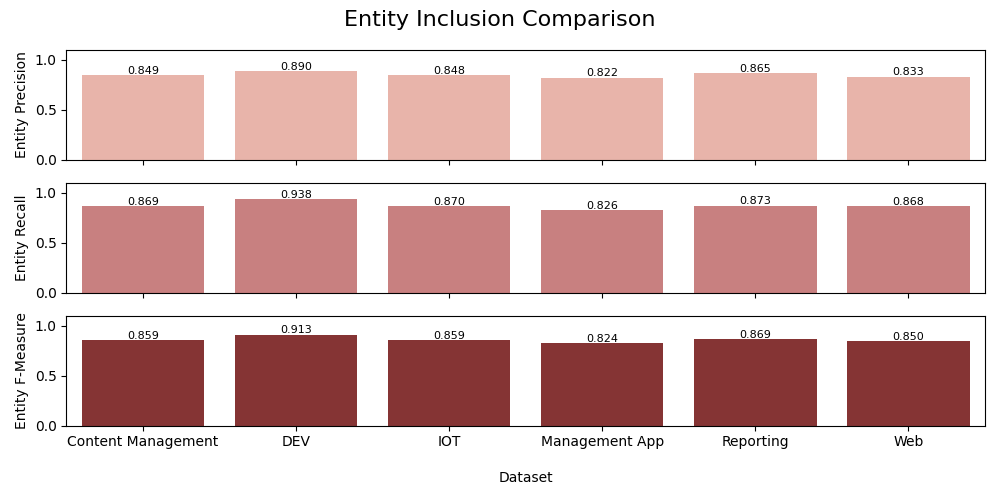 Entity Inclusion Comparison
Entity Precision
1.0
0.5
0.0
0.849 0.890 0.848 0.822 0.865 0.833
Entity Recall
1.0
0.5
0.0
0.869 0.938 0.870 0.826 0.873 0.868
Entity F-Measure
1.0
0.5
0.0
0.859 0.913 0.859 0.824 0.869 0.850
Content Management DEV IOT Management App Reporting Web
Dataset